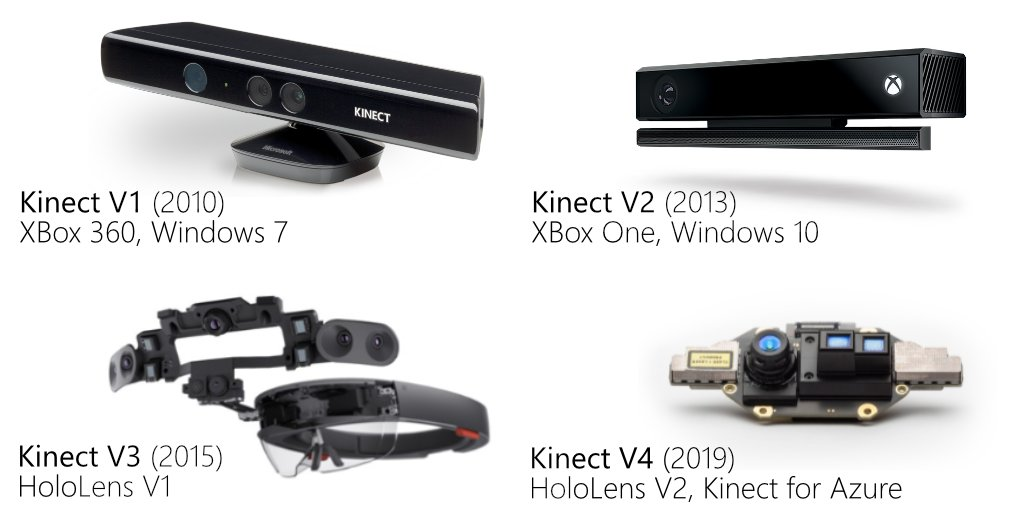 KINECT
Microsoft
Kinect V1 (2010)
XBox 360, Windows 7
Kinect V2 (2013)
XBox One, Windows 10
Kinect V3 (2015)
HoloLens V1
Kinect V4 (2019)
HoloLens V2, Kinect for Azure